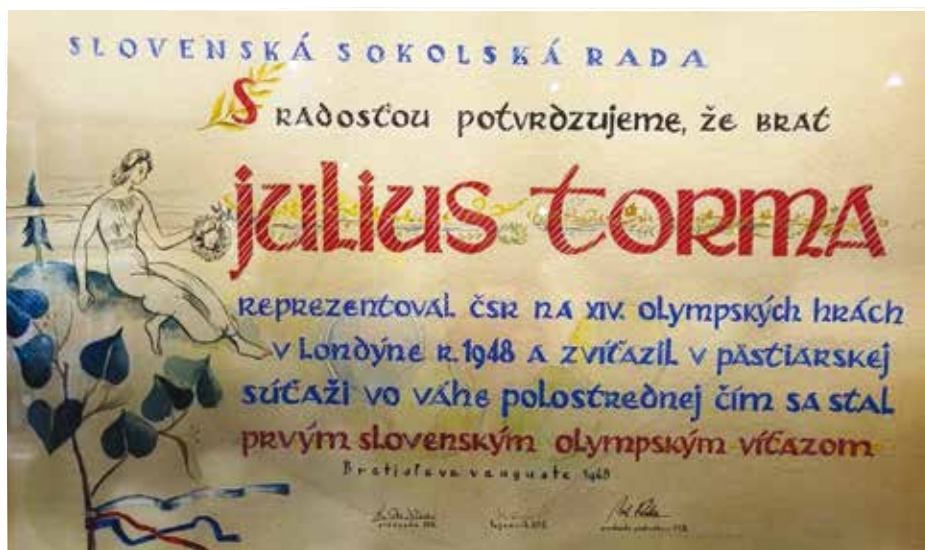 SLOVENSKÁ SOKOLSKÁ RADA
S RADOSŤOU POTVRDZUJEME, ŽE BRAT
JULIUS TORMA
REPREZENTOVAL ČSR NA XIV. OLYMPSKÝCH HRÁCH
V LONDÝNE R. 1948 A ZVÍŤAZIL V PÄSTIARSKEJ
SÚŤAŽI VO VÁHE POLOSTREDNEJ ČÍM SA STAL
PRVÝM SLOVENSKÝM OLYMPSKÝM VÍŤAZOM
Bratislava v auguste 1948